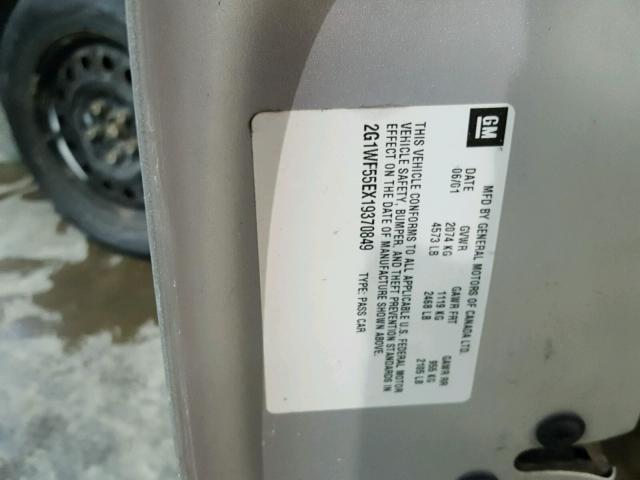 GM
MFD BY GENERAL MOTORS OF CANADA LTD.
DATE GVWR GAWR FRT GAWR RR
06/01 2074 KG 1119 KG 955 KG
4573 LB 2468 LB 2105 LB
THIS VEHICLE CONFORMS TO ALL APPLICABLE U.S. FEDERAL MOTOR
VEHICLE SAFETY, BUMPER, AND THEFT PREVENTION STANDARDS IN
EFFECT ON THE DATE OF MANUFACTURE SHOWN ABOVE.
2G1WF55EX19370849 TYPE: PASS CAR